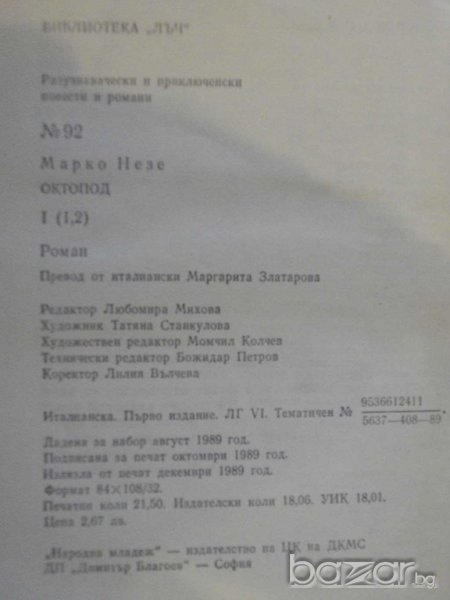 БИБЛИОТЕКА „ЛЪЧ"
Разузнавачески и приключенски
повести и романи
№ 92
Марко Незе
ОКТОПОД
I (1,2)
Роман
Превод от италиански Маргарита Златарова
Редактор Любомира Михова
Художник Татяна Станкулова
Художествен редактор Момчил Колчев
Технически редактор Божидар Петров
Коректор Лилия Вълчева
Италианска. Първо издание. ЛГ VI. Тематичен № 9536612411
5637—408—89.
Дадена за набор август 1989 год.
Подписана за печат октомври 1989 год.
Излязла от печат декември 1989 год.
Формат 84×108/32.
Печатни коли 21,50. Издателски коли 18,06. УИК 18,01.
Цена 2,67 лв.
„Народна младеж" — издателство на ЦК на ДКМС
ДП „Димитър Благоев" — София
bazar.bg